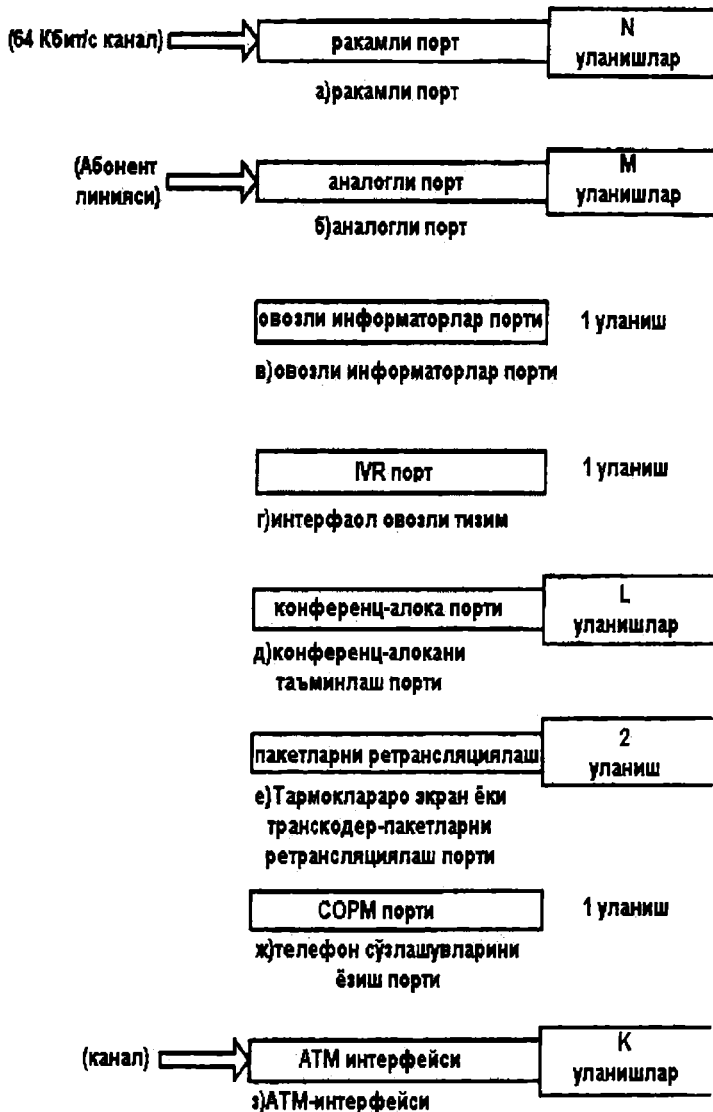 (64 Кбит/с канал)
ракамли порт
N
уланишлар
а)ракамли порт
(Абонент
линияси)
аналогли порт
M
уланишлар
б)аналогли порт
овозли информаторлар порти
1 уланиш
в)овозли информаторлар порти
IVR порт
1 уланиш
г)интерфаол овозли тизим
конференц-алока порти
L
уланишлар
д)конференц-алокани
таъминлаш порти
пакетларни ретрансляциялаш
2
уланиш
е)Тармоклараро экран ёки
транскодер-пакетларни
ретрансляциялаш порти
СОРМ порти
1 уланиш
ж)телефон сўзлашувларини
ёзиш порти
(канал)
АТМ интерфейси
K
уланишлар
з)АТМ-интерфейси